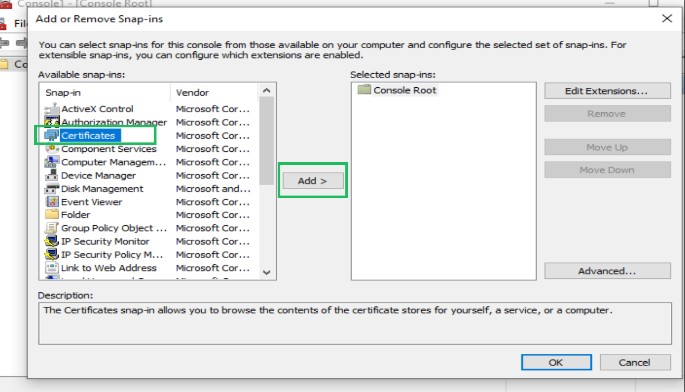 Console1 - [Console Root]
Add or Remove Snap-ins
Fil
You can select snap-ins for this console from those available on your computer and configure the selected set of snap-ins. For
extensible snap-ins, you can configure which extensions are enabled.
Co
Available snap-ins:
Selected snap-ins:
Snap-in Vendor
ActiveX Control Microsoft Cor...
Authorization Manager Microsoft Cor...
Certificates Microsoft Cor...
Component Services Microsoft Cor...
Computer Managem... Microsoft Cor...
Device Manager Microsoft Cor...
Disk Management Microsoft and...
Event Viewer Microsoft Cor...
Folder Microsoft Cor...
Group Policy Object ... Microsoft Cor...
IP Security Monitor Microsoft Cor...
IP Security Policy M... Microsoft Cor...
Link to Web Address Microsoft Cor...
Add >
Console Root
Edit Extensions...
Remove
Move Up
Move Down
Advanced...
Description:
The Certificates snap-in allows you to browse the contents of the certificate stores for yourself, a service, or a computer.
OK
Cancel